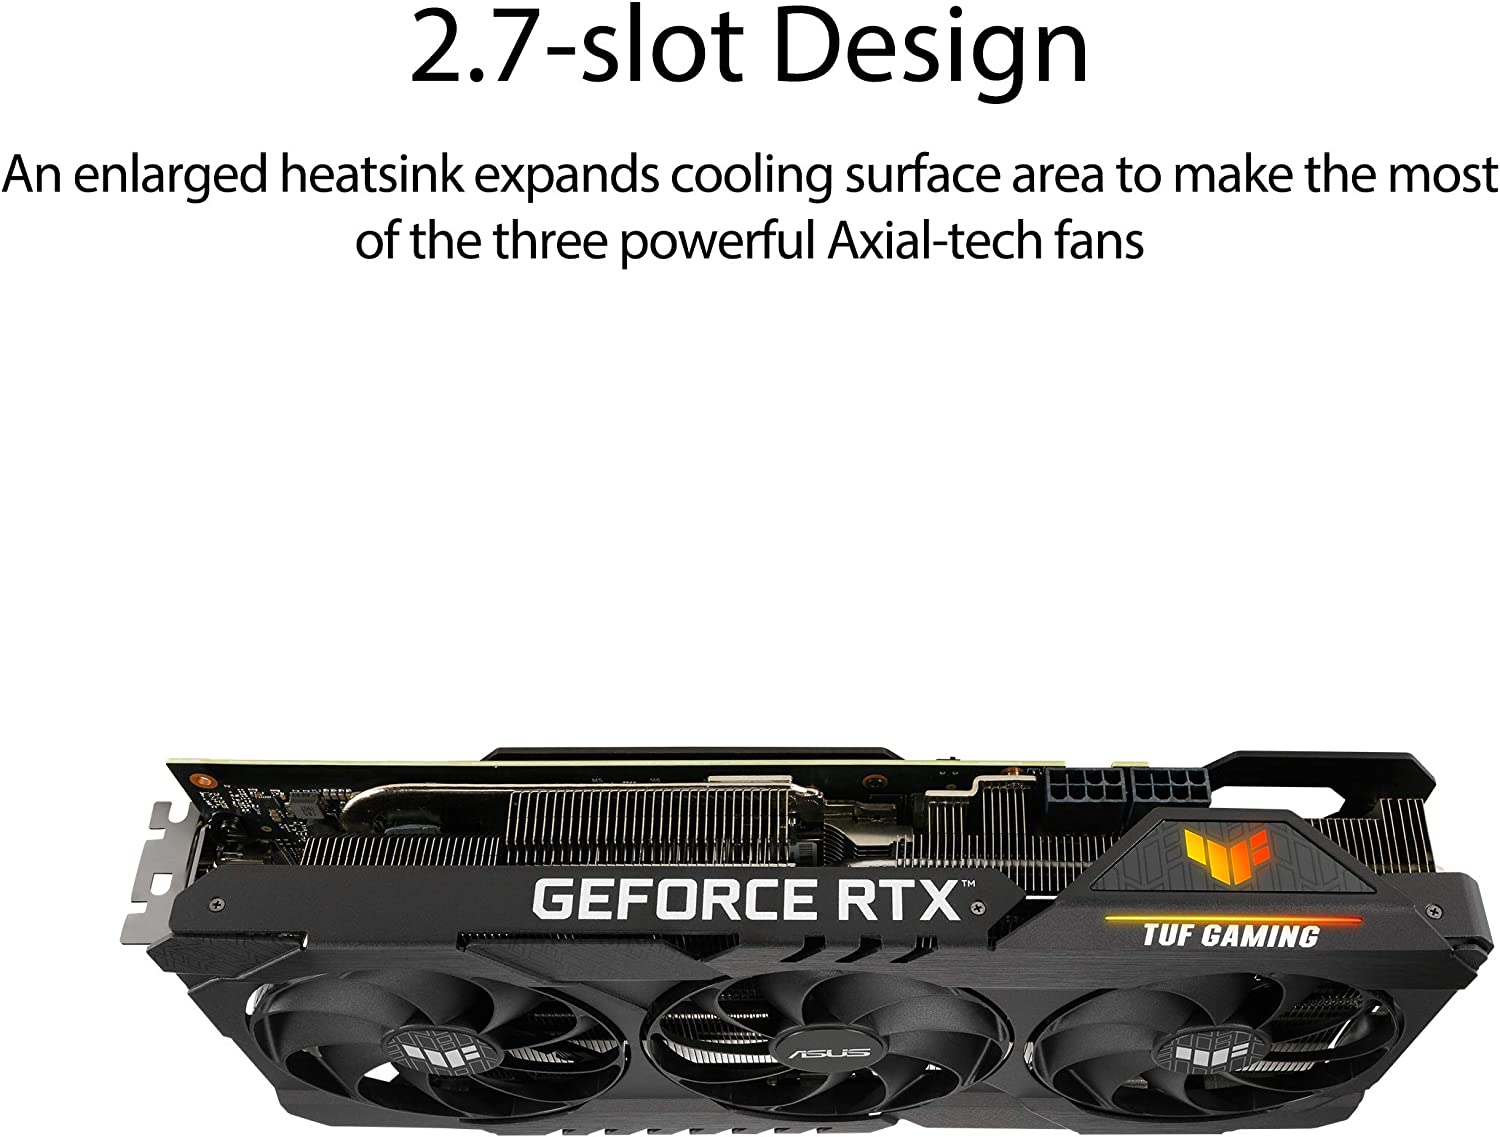 2.7-slot Design
An enlarged heatsink expands cooling surface area to make the most
of the three powerful Axial-tech fans
GEFORCE RTX™
TUF GAMING
ASUS